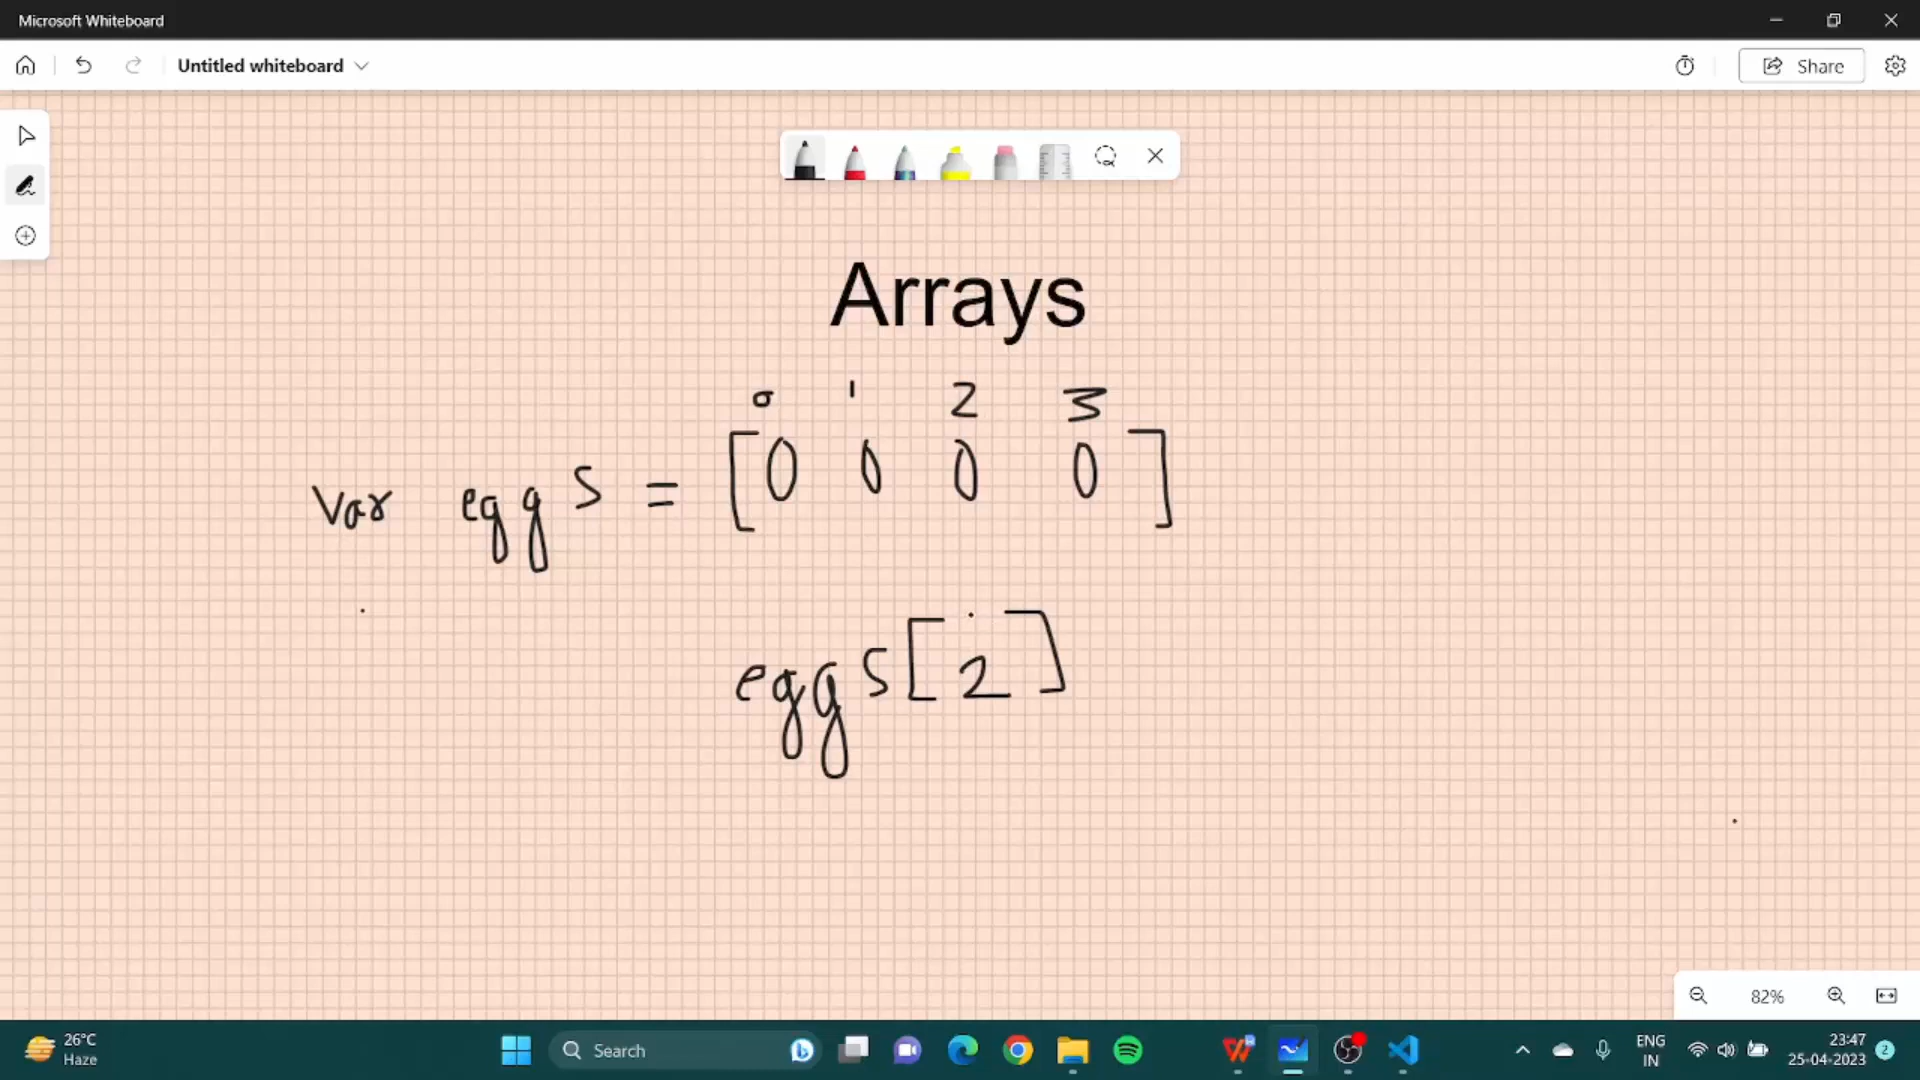 Microsoft Whiteboard
Untitled whiteboard
Share
Arrays
0 1 2 3
var eggs = [0 0 0 0]
eggs[2]
82%
26°C
Haze
Search
ENG
IN
23:47
25-04-2023
2